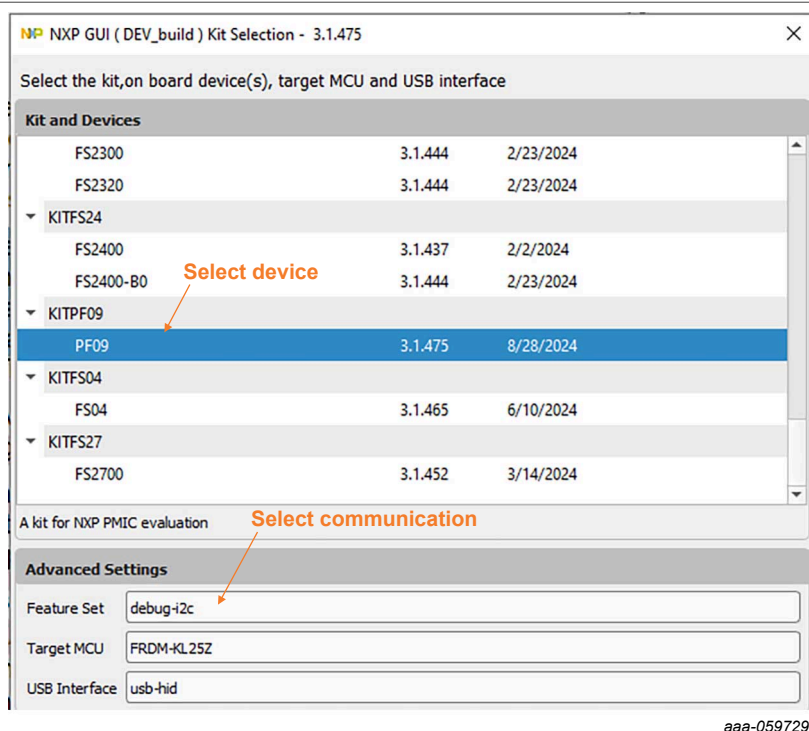 NXP NXP GUI ( DEV_build ) Kit Selection - 3.1.475
Select the kit,on board device(s), target MCU and USB interface
Kit and Devices
FS2300 3.1.444 2/23/2024
FS2320 3.1.444 2/23/2024
KITFS24
FS2400 3.1.437 2/2/2024
Select device
FS2400-B0 3.1.444 2/23/2024
KITPF09
PF09 3.1.475 8/28/2024
KITFS04
FS04 3.1.465 6/10/2024
KITFS27
FS2700 3.1.452 3/14/2024
A kit for NXP PMIC evaluation
Select communication
Advanced Settings
Feature Set debug-i2c
Target MCU FRDM-KL25Z
USB Interface usb-hid
aaa-059729